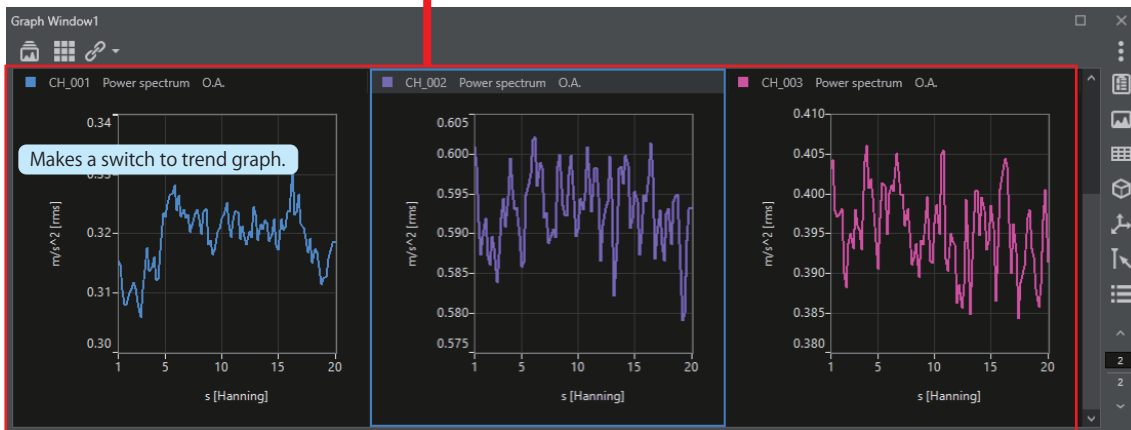 Graph Window1
CH_001 Power spectrum O.A.
0.34
0.33
0.32
0.31
0.30
m/s^2 [rms]
1 5 10 15 20
s [Hanning]
Makes a switch to trend graph.
CH_002 Power spectrum O.A.
0.605
0.600
0.595
0.590
0.585
0.580
0.575
m/s^2 [rms]
1 5 10 15 20
s [Hanning]
CH_003 Power spectrum O.A.
0.410
0.405
0.400
0.395
0.390
0.385
0.380
m/s^2 [rms]
1 5 10 15 20
s [Hanning]
2
2